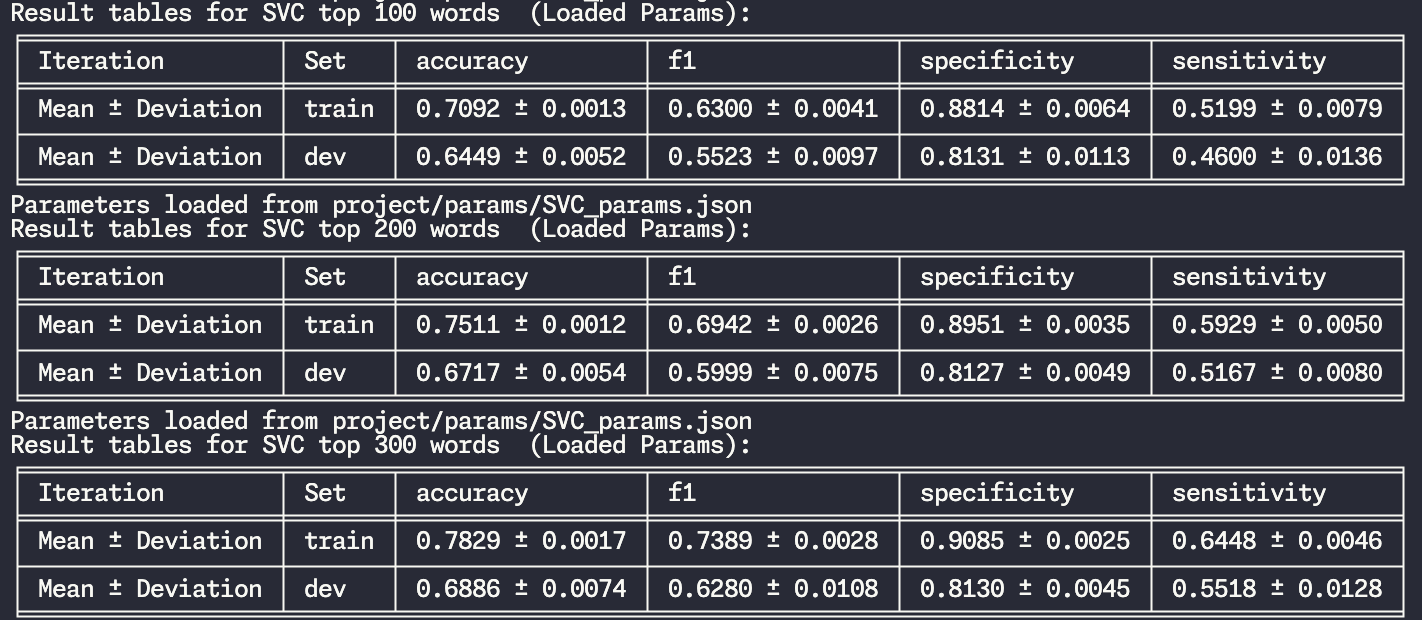 Result tables for SVC top 100 words (Loaded Params):
Iteration Set accuracy f1 specificity sensitivity
Mean ± Deviation train 0.7092 ± 0.0013 0.6300 ± 0.0041 0.8814 ± 0.0064 0.5199 ± 0.0079
Mean ± Deviation dev 0.6449 ± 0.0052 0.5523 ± 0.0097 0.8131 ± 0.0113 0.4600 ± 0.0136
Parameters loaded from project/params/SVC_params.json
Result tables for SVC top 200 words (Loaded Params):
Iteration Set accuracy f1 specificity sensitivity
Mean ± Deviation train 0.7511 ± 0.0012 0.6942 ± 0.0026 0.8951 ± 0.0035 0.5929 ± 0.0050
Mean ± Deviation dev 0.6717 ± 0.0054 0.5999 ± 0.0075 0.8127 ± 0.0049 0.5167 ± 0.0080
Parameters loaded from project/params/SVC_params.json
Result tables for SVC top 300 words (Loaded Params):
Iteration Set accuracy f1 specificity sensitivity
Mean ± Deviation train 0.7829 ± 0.0017 0.7389 ± 0.0028 0.9085 ± 0.0025 0.6448 ± 0.0046
Mean ± Deviation dev 0.6886 ± 0.0074 0.6280 ± 0.0108 0.8130 ± 0.0045 0.5518 ± 0.0128